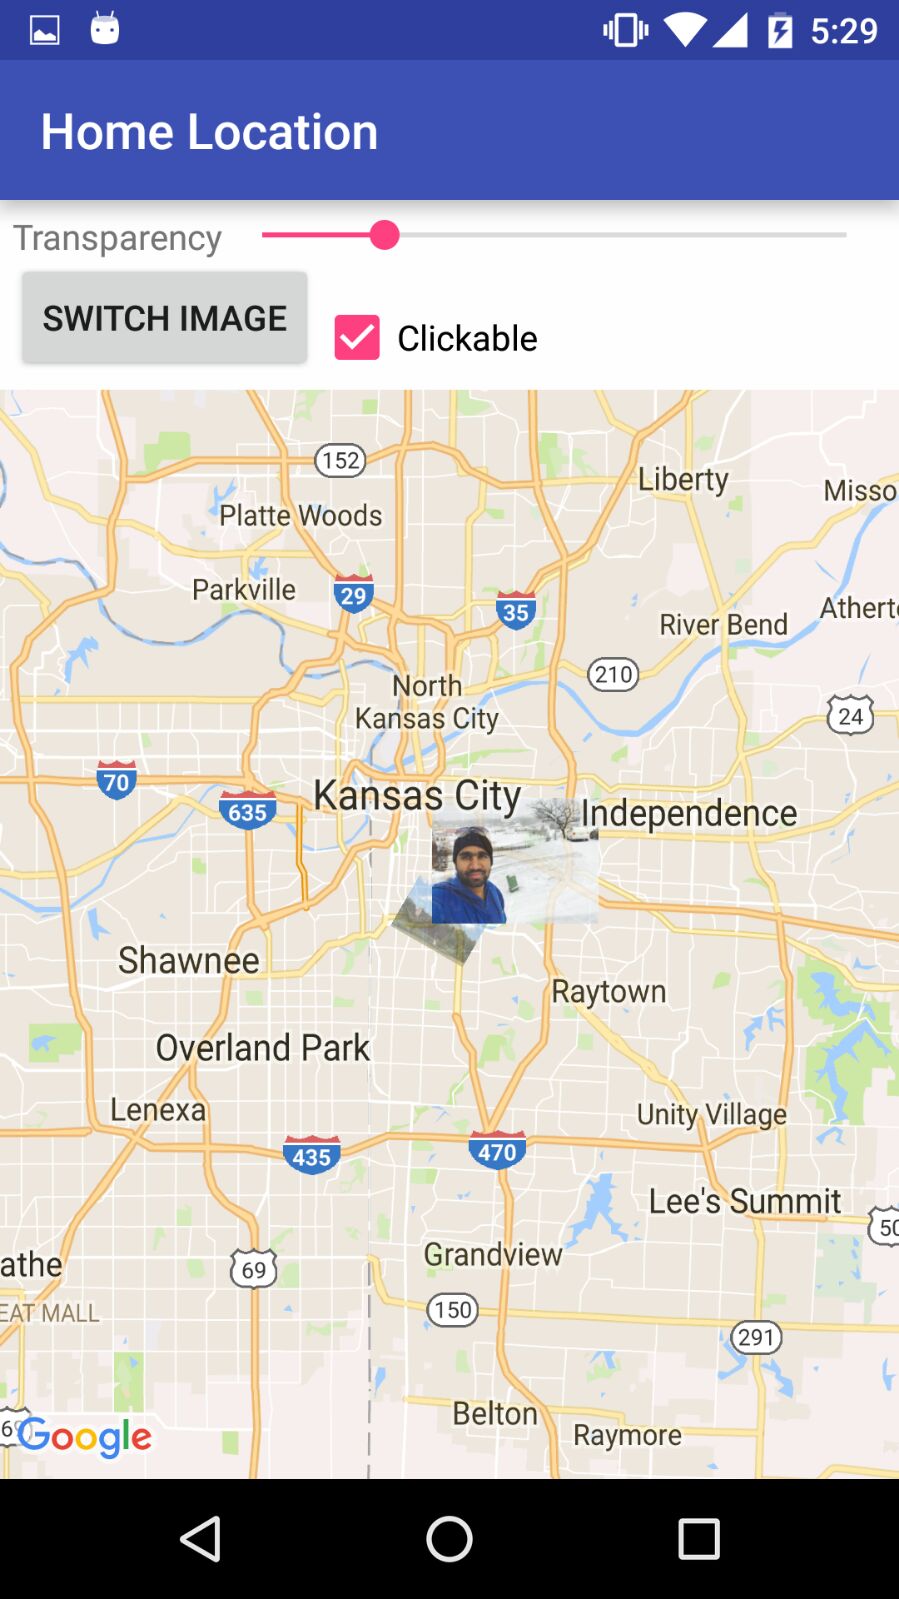 5:29
Home Location
Transparency
SWITCH IMAGE
Clickable
152
Liberty
Misso
Platte Woods
Parkville
29
35
Atherto
River Bend
210
North
Kansas City
24
70
Kansas City
635
Independence
Shawnee
Raytown
Overland Park
Lenexa
Unity Village
435
470
Lee's Summit
50
athe
69
Grandview
EAT MALL
150
291
Belton
69
Google
Raymore